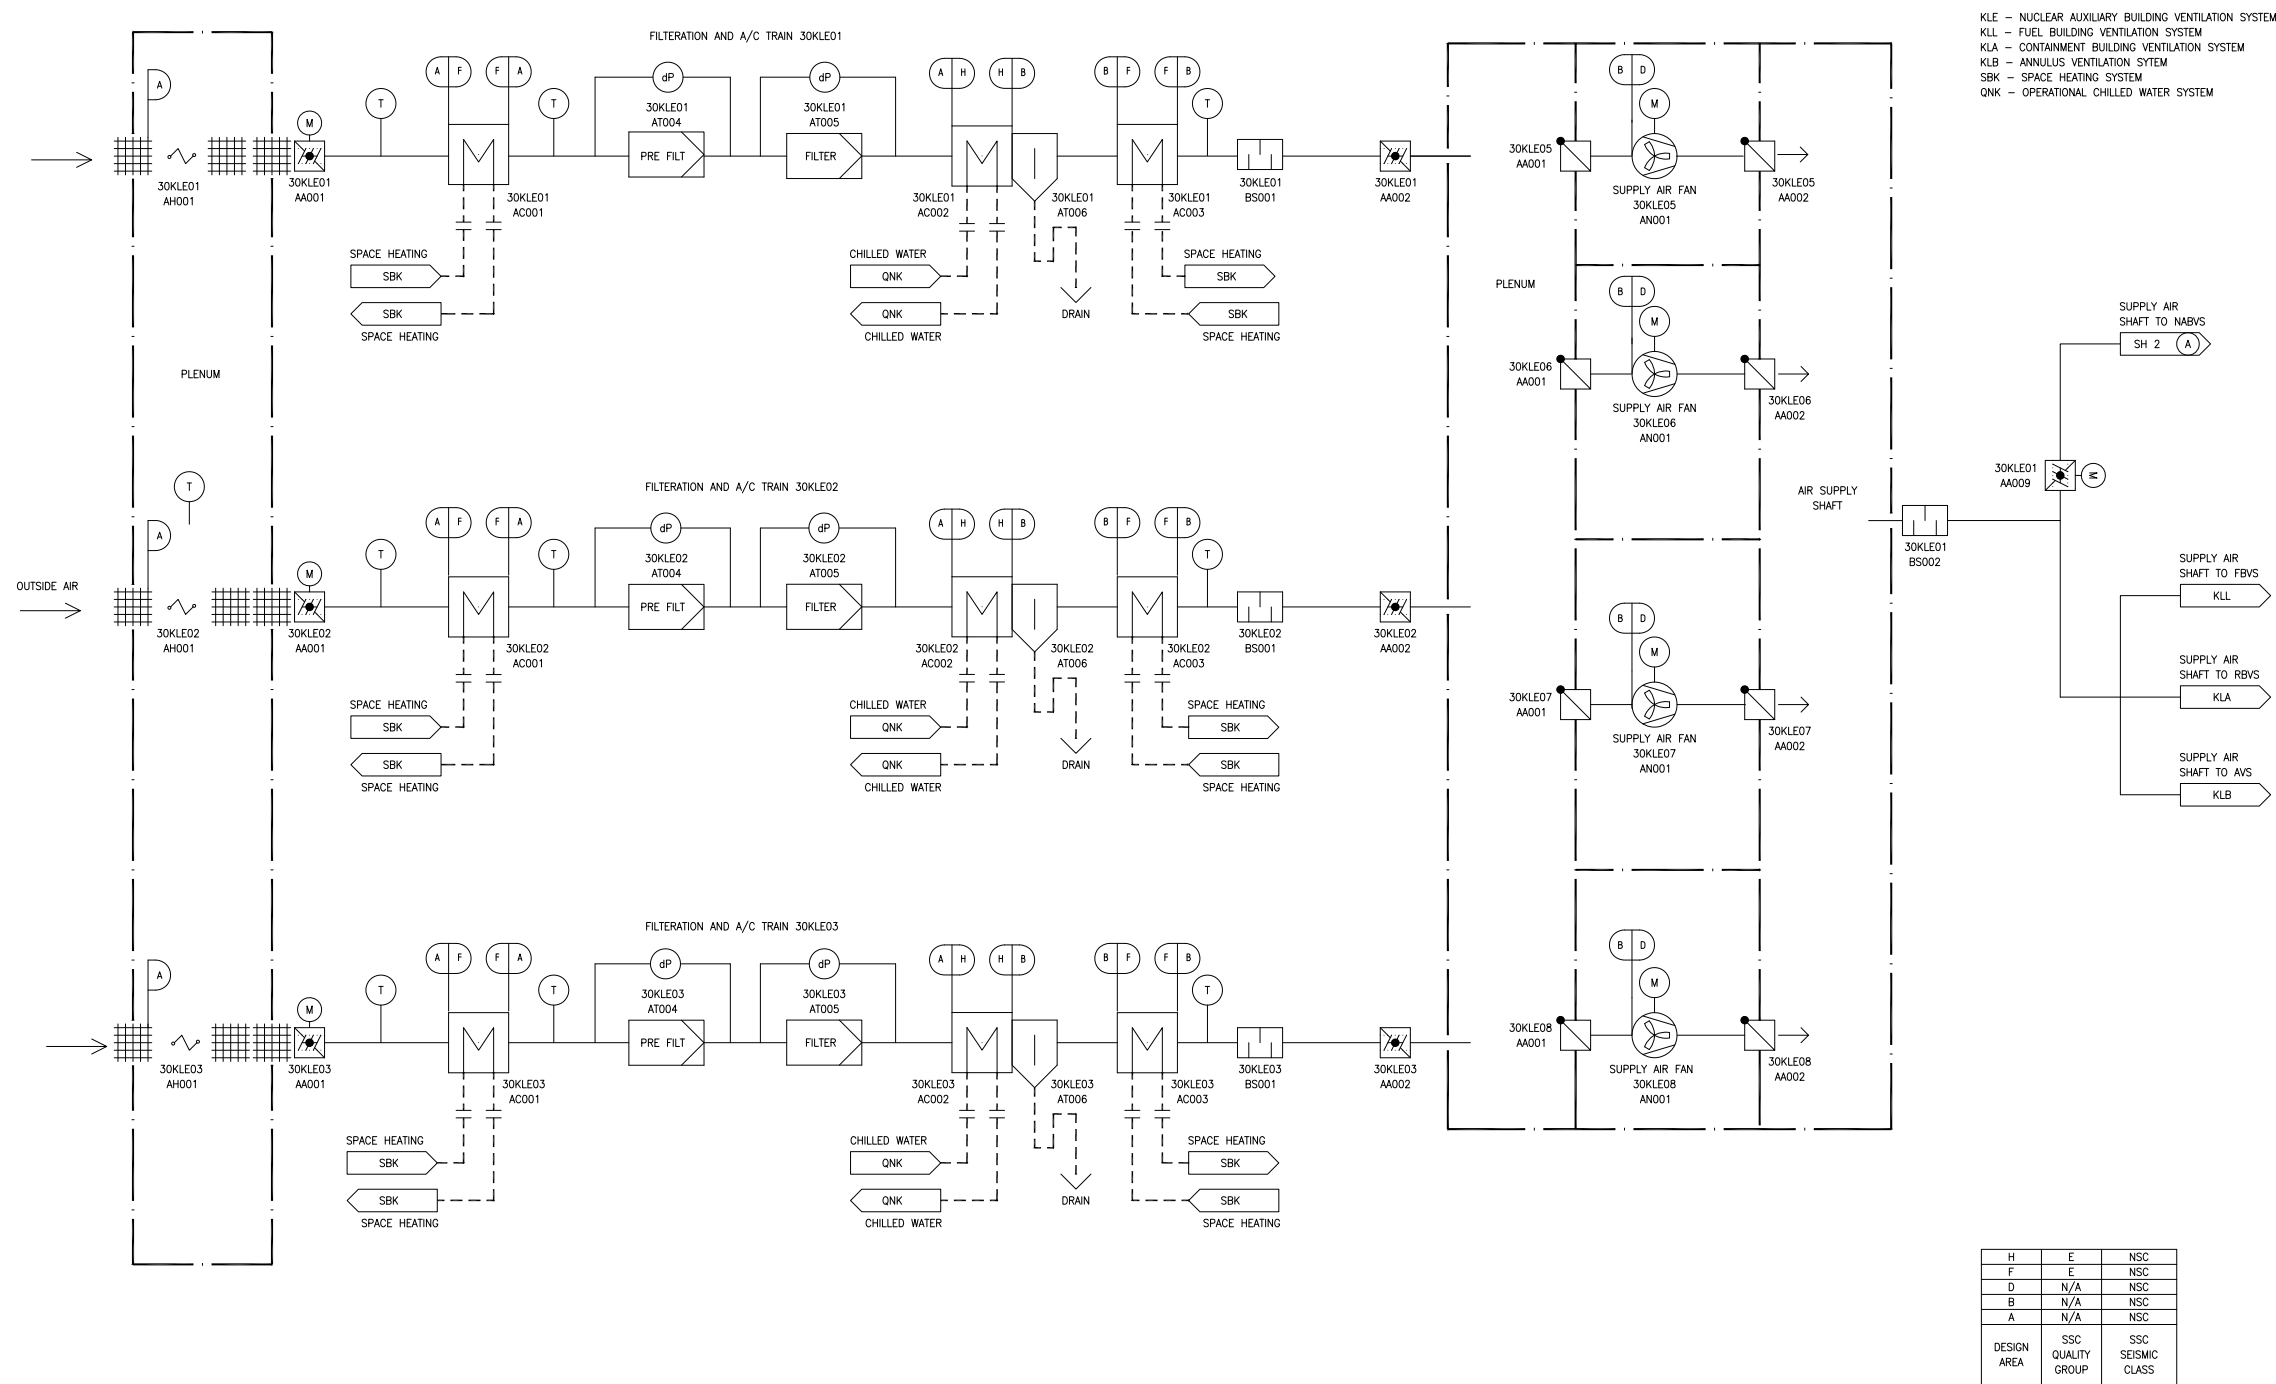 KLE – NUCLEAR AUXILIARY BUILDING VENTILATION SYSTEM
KLL – FUEL BUILDING VENTILATION SYSTEM
KLA – CONTAINMENT BUILDING VENTILATION SYSTEM
KLB – ANNULUS VENTILATION SYTEM
SBK – SPACE HEATING SYSTEM
QNK – OPERATIONAL CHILLED WATER SYSTEM
FILTERATION AND A/C TRAIN 30KLE01
A
A F
F A
dP
dP
A H
H B
B F
F B
T
T
T
M
30KLE01
AT004
30KLE01
AT005
PRE FILT
FILTER
30KLE01
AH001
30KLE01
AA001
30KLE01
AC001
30KLE01
AC002
30KLE01
AT006
30KLE01
AC003
30KLE01
BS001
30KLE01
AA002
SPACE HEATING
SBK
SBK
SPACE HEATING
CHILLED WATER
QNK
QNK
CHILLED WATER
DRAIN
SPACE HEATING
SBK
SBK
SPACE HEATING
PLENUM
T
OUTSIDE AIR
FILTERATION AND A/C TRAIN 30KLE02
A
A F
F A
dP
dP
A H
H B
B F
F B
T
T
T
M
30KLE02
AT004
30KLE02
AT005
PRE FILT
FILTER
30KLE02
AH001
30KLE02
AA001
30KLE02
AC001
30KLE02
AC002
30KLE02
AT006
30KLE02
AC003
30KLE02
BS001
30KLE02
AA002
SPACE HEATING
SBK
SBK
SPACE HEATING
CHILLED WATER
QNK
QNK
CHILLED WATER
DRAIN
SPACE HEATING
SBK
SBK
SPACE HEATING
FILTERATION AND A/C TRAIN 30KLE03
A
A F
F A
dP
dP
A H
H B
B F
F B
T
T
T
M
30KLE03
AT004
30KLE03
AT005
PRE FILT
FILTER
30KLE03
AH001
30KLE03
AA001
30KLE03
AC001
30KLE03
AC002
30KLE03
AT006
30KLE03
AC003
30KLE03
BS001
30KLE03
AA002
SPACE HEATING
SBK
SBK
SPACE HEATING
CHILLED WATER
QNK
QNK
CHILLED WATER
DRAIN
SPACE HEATING
SBK
SBK
SPACE HEATING
PLENUM
B D
M
30KLE05
AA001
SUPPLY AIR FAN
30KLE05
AN001
30KLE05
AA002
B D
M
30KLE06
AA001
SUPPLY AIR FAN
30KLE06
AN001
30KLE06
AA002
B D
M
30KLE07
AA001
SUPPLY AIR FAN
30KLE07
AN001
30KLE07
AA002
B D
M
30KLE08
AA001
SUPPLY AIR FAN
30KLE08
AN001
30KLE08
AA002
AIR SUPPLY
SHAFT
30KLE01
BS002
30KLE01
AA009
M
SUPPLY AIR
SHAFT TO NABVS
SH 2 A
SUPPLY AIR
SHAFT TO FBVS
KLL
SUPPLY AIR
SHAFT TO RBVS
KLA
SUPPLY AIR
SHAFT TO AVS
KLB
H E NSC
F E NSC
D N/A NSC
B N/A NSC
A N/A NSC
DESIGN AREA
SSC QUALITY GROUP
SSC SEISMIC CLASS